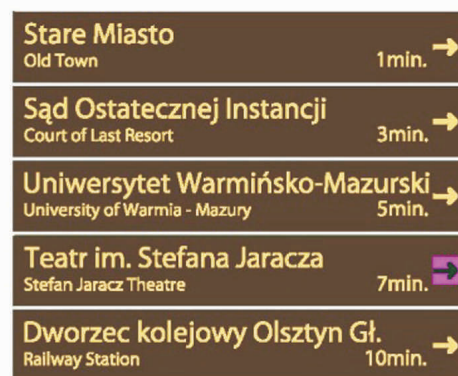 Stare Miasto
Old Town 1min.
Sąd Ostatecznej Instancji
Court of Last Resort 3min.
Uniwersytet Warmińsko-Mazurski
University of Warmia - Mazury 5min.
Teatr im. Stefana Jaracza
Stefan Jaracz Theatre 7min.
Dworzec kolejowy Olsztyn Gł.
Railway Station 10min.